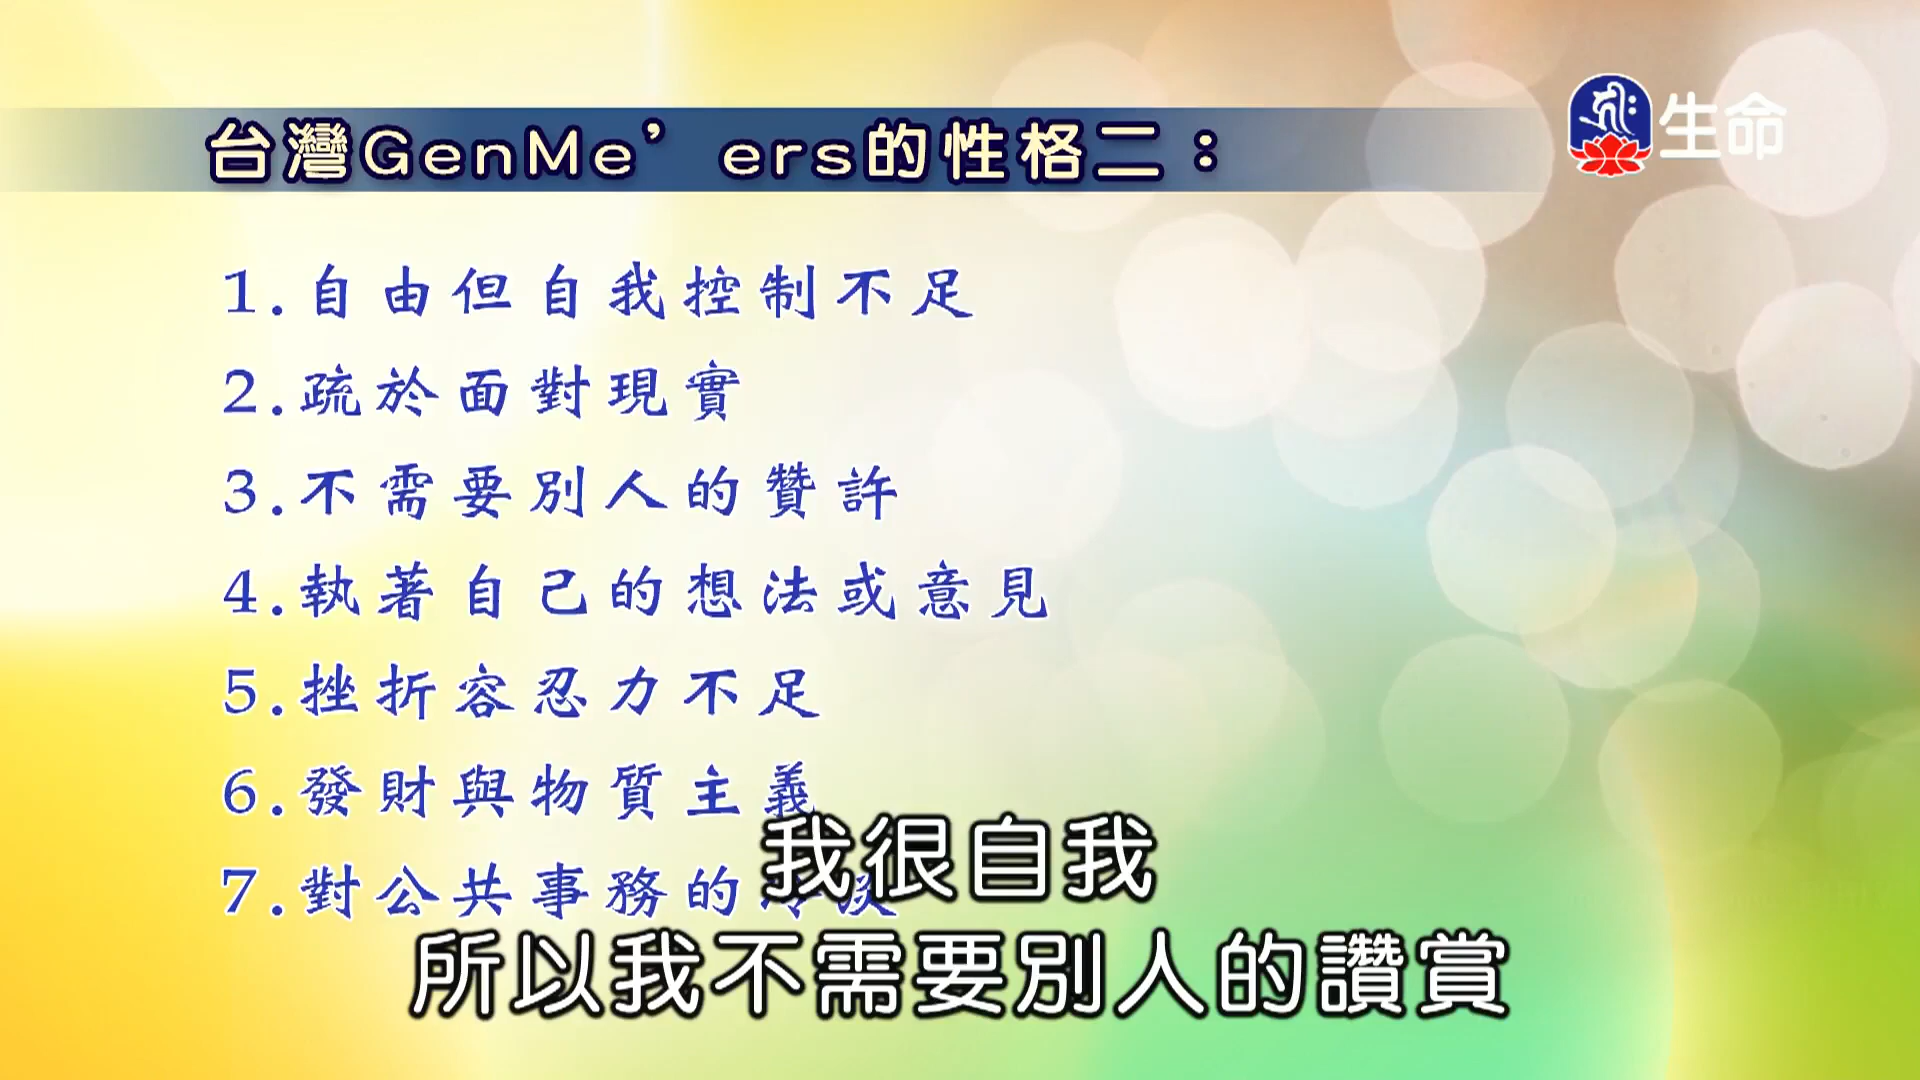 台灣GenMe’ers的性格二：
生命
1.自由但自我控制不足
2.疏於面對現實
3.不需要別人的贊許
4.執著自己的想法或意見
5.挫折容忍力不足
6.發財與物質主義
7.對公共事務的
我很自我
所以我不需要別人的讚賞